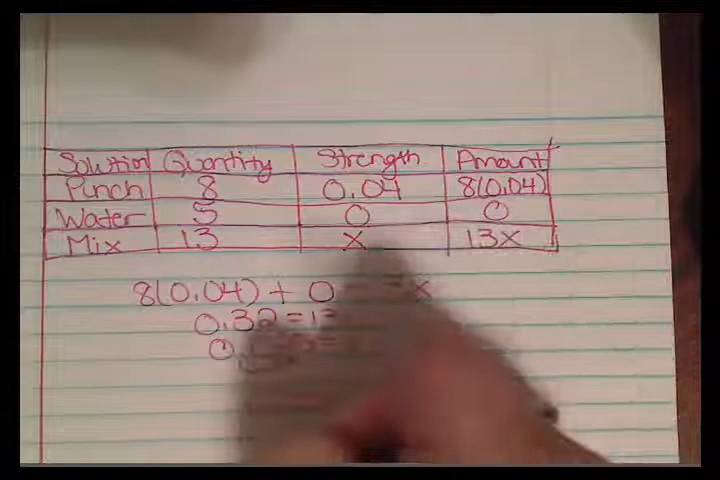 Solution Quantity Strength Amount
Punch 8 0.04 8(0.04)
Water 5 0 0
Mix 13 x 13x
8(0.04) + 0 x
0.32 = 1
0.